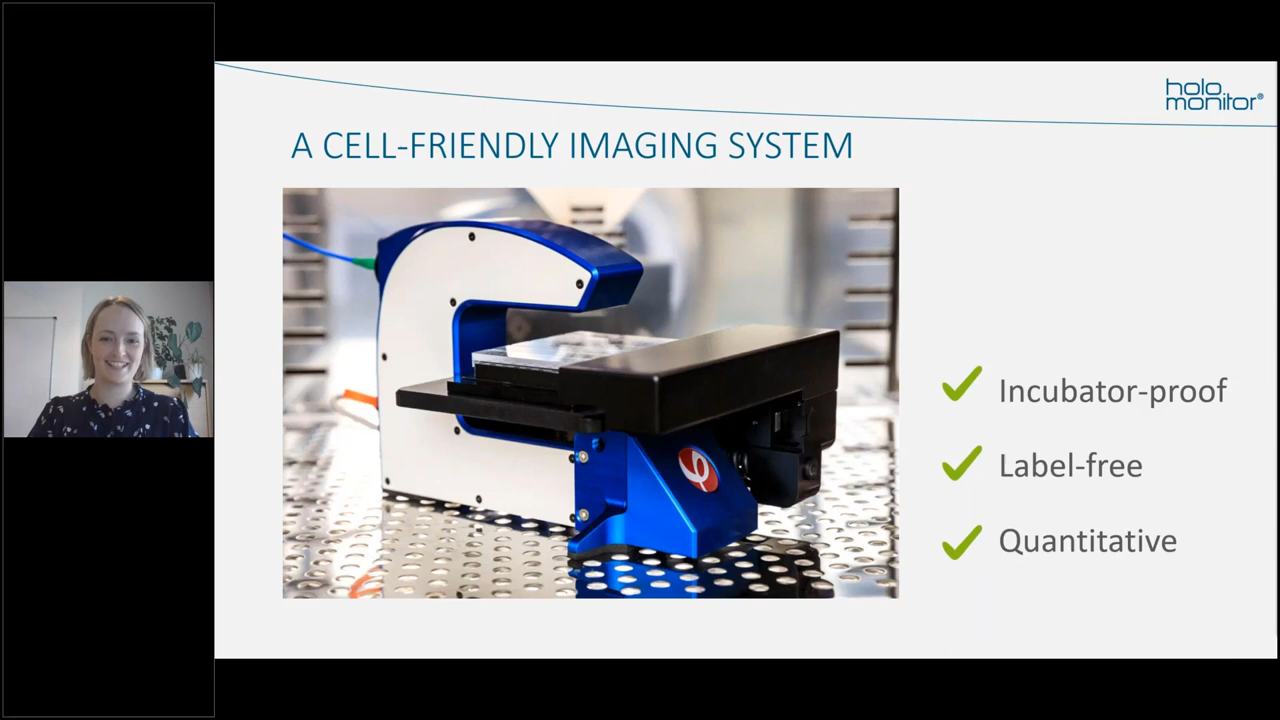 holo
monitor®
A CELL-FRIENDLY IMAGING SYSTEM
Incubator-proof
Label-free
Quantitative